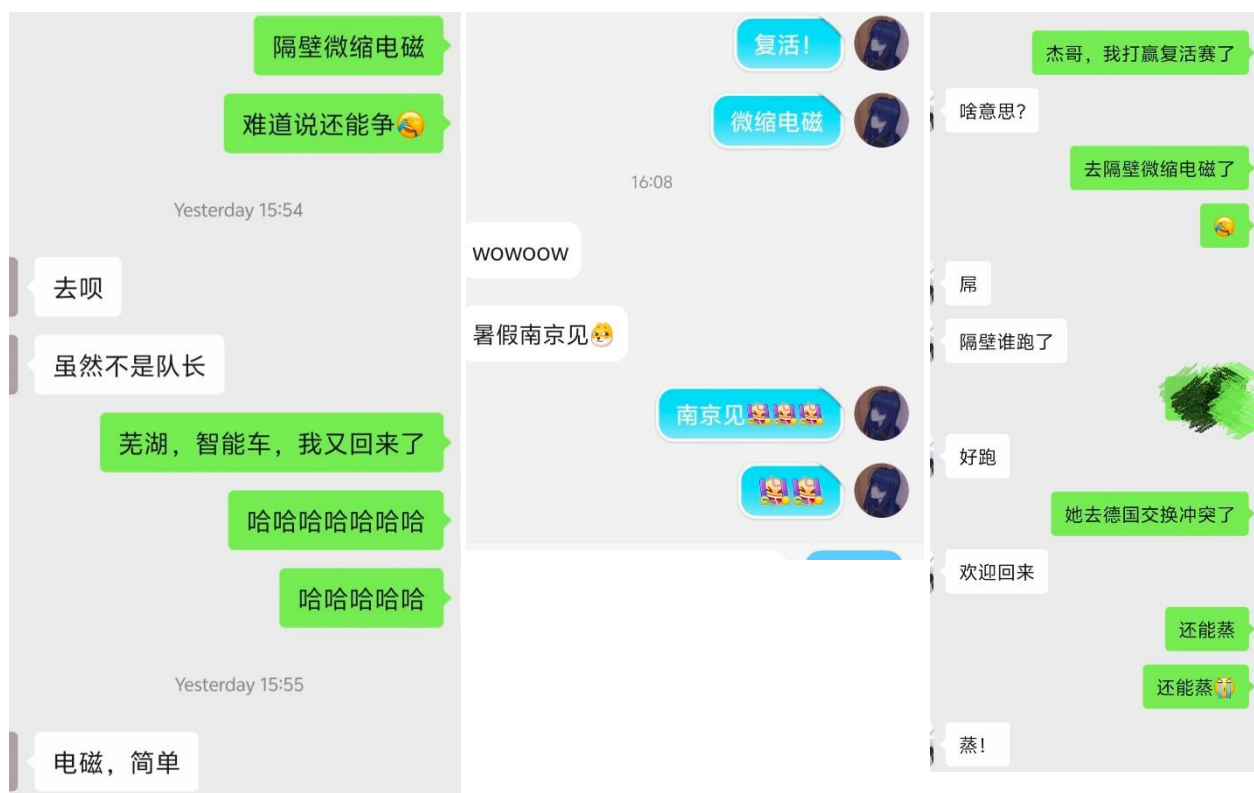 隔壁微缩电磁
难道说还能争
Yesterday 15:54
去呗
虽然不是队长
芜湖，智能车，我又回来了
哈哈哈哈哈哈哈
哈哈哈哈哈
Yesterday 15:55
电磁，简单
复活！
微缩电磁
16:08
wowoow
暑假南京见
南京见
杰哥，我打赢复活赛了
啥意思？
去隔壁微缩电磁了
屌
隔壁谁跑了
好跑
她去德国交换冲突了
欢迎回来
还能蒸
还能蒸
蒸！